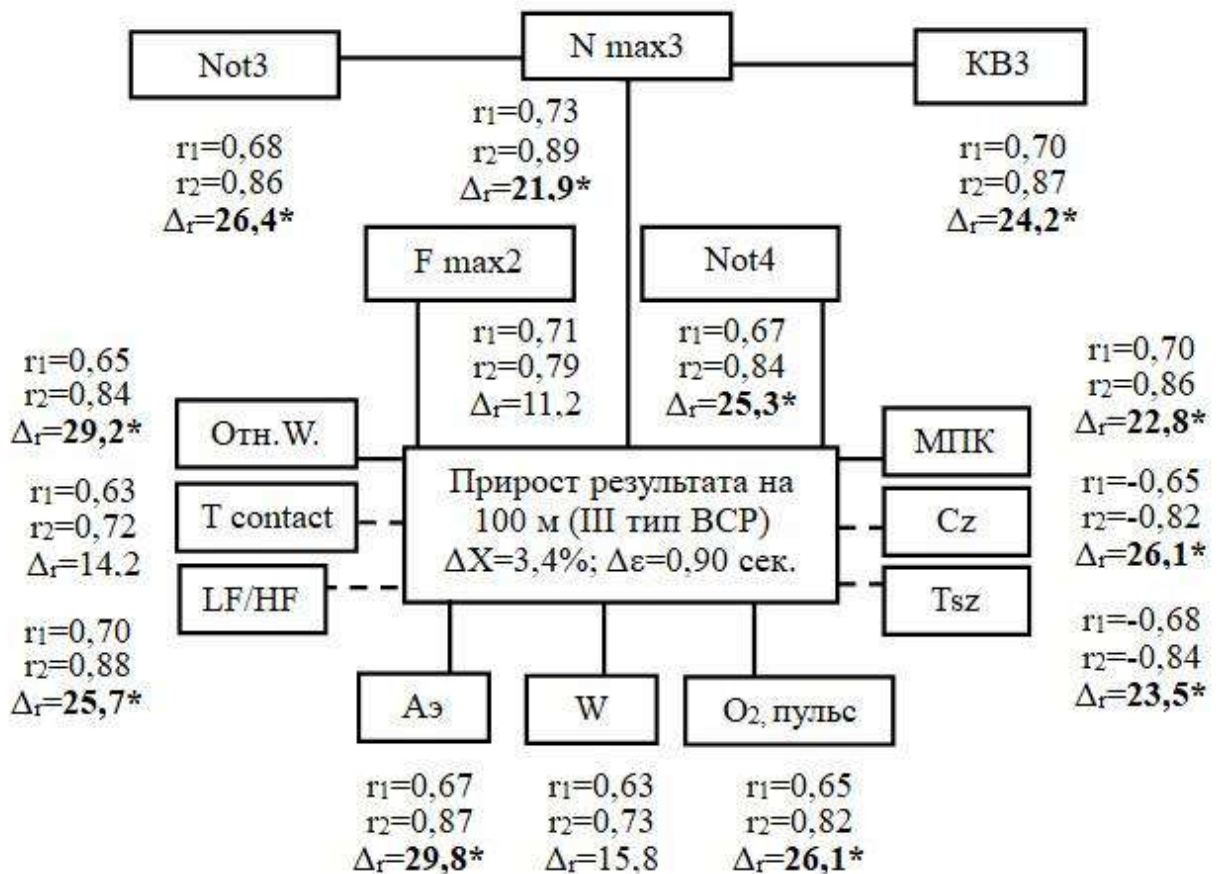 N max3
Not3
КВ3
r1=0,73
r2=0,89
Δr=21,9*
r1=0,68
r2=0,86
Δr=26,4*
r1=0,70
r2=0,87
Δr=24,2*
F max2
Not4
r1=0,71
r2=0,79
Δr=11,2
r1=0,67
r2=0,84
Δr=25,3*
r1=0,65
r2=0,84
Δr=29,2*
Отн.W.
r1=0,63
r2=0,72
Δr=14,2
T contact
r1=0,70
r2=0,88
Δr=25,7*
LF/HF
Прирост результата на
100 м (III тип ВСР)
ΔX=3,4%; Δε=0,90 сек.
МПК
r1=0,70
r2=0,86
Δr=22,8*
Cz
r1=-0,65
r2=-0,82
Δr=26,1*
Tsz
r1=-0,68
r2=-0,84
Δr=23,5*
Аэ
W
O2, пульс
r1=0,67
r2=0,87
Δr=29,8*
r1=0,63
r2=0,73
Δr=15,8
r1=0,65
r2=0,82
Δr=26,1*